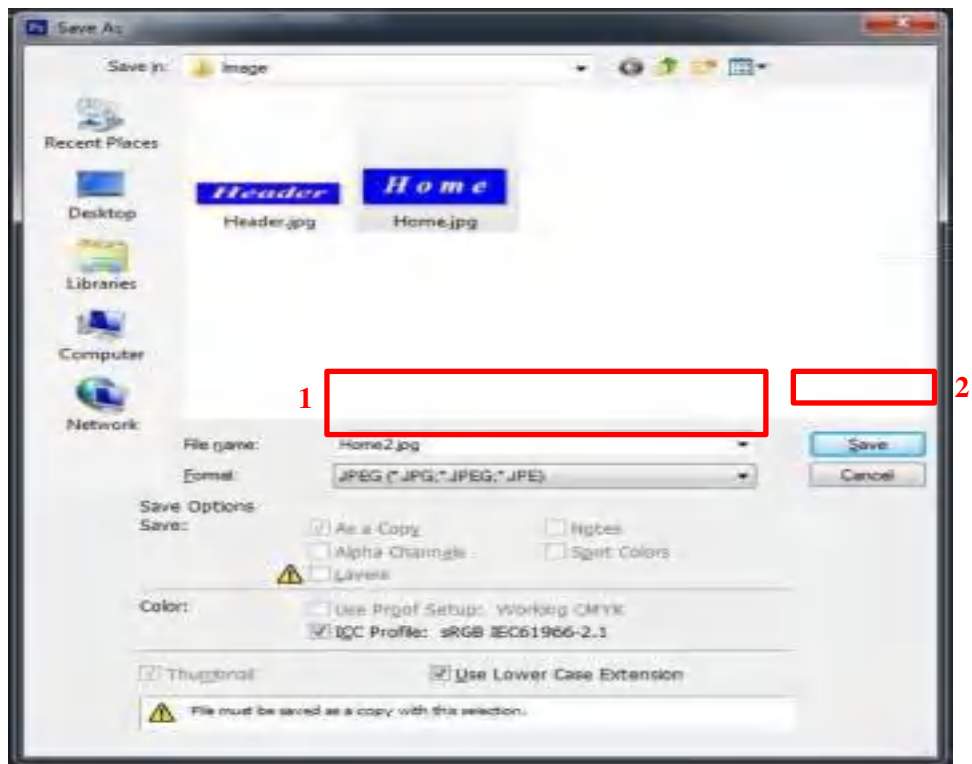 Ps Save As
Save in: Image
Recent Places
Desktop
Libraries
Computer
Network
Header
Header.jpg
Home
Home.jpg
1
2
File name: Home2.jpg
Save
Format: JPEG (*.JPG;*.JPEG;*.JPE)
Cancel
Save Options
Save: As a Copy Notes
Alpha Channels Spot Colors
Layers
Color: Use Proof Setup: Working CMYK
ICC Profile: sRGB IEC61966-2.1
Thumbnail Use Lower Case Extension
File must be saved as a copy with this selection.